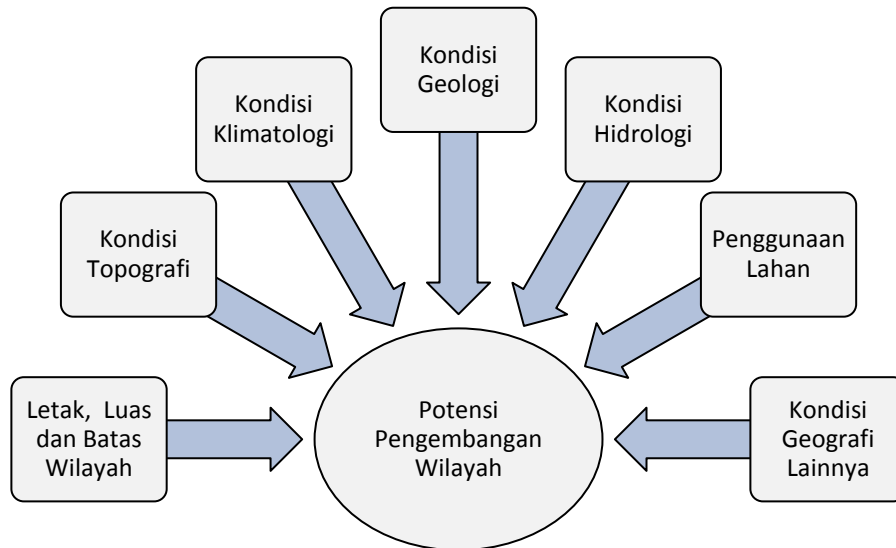 Kondisi
Geologi
Kondisi
Klimatologi
Kondisi
Hidrologi
Kondisi
Topografi
Penggunaan
Lahan
Letak, Luas
dan Batas
Wilayah
Potensi
Pengembangan
Wilayah
Kondisi
Geografi
Lainnya